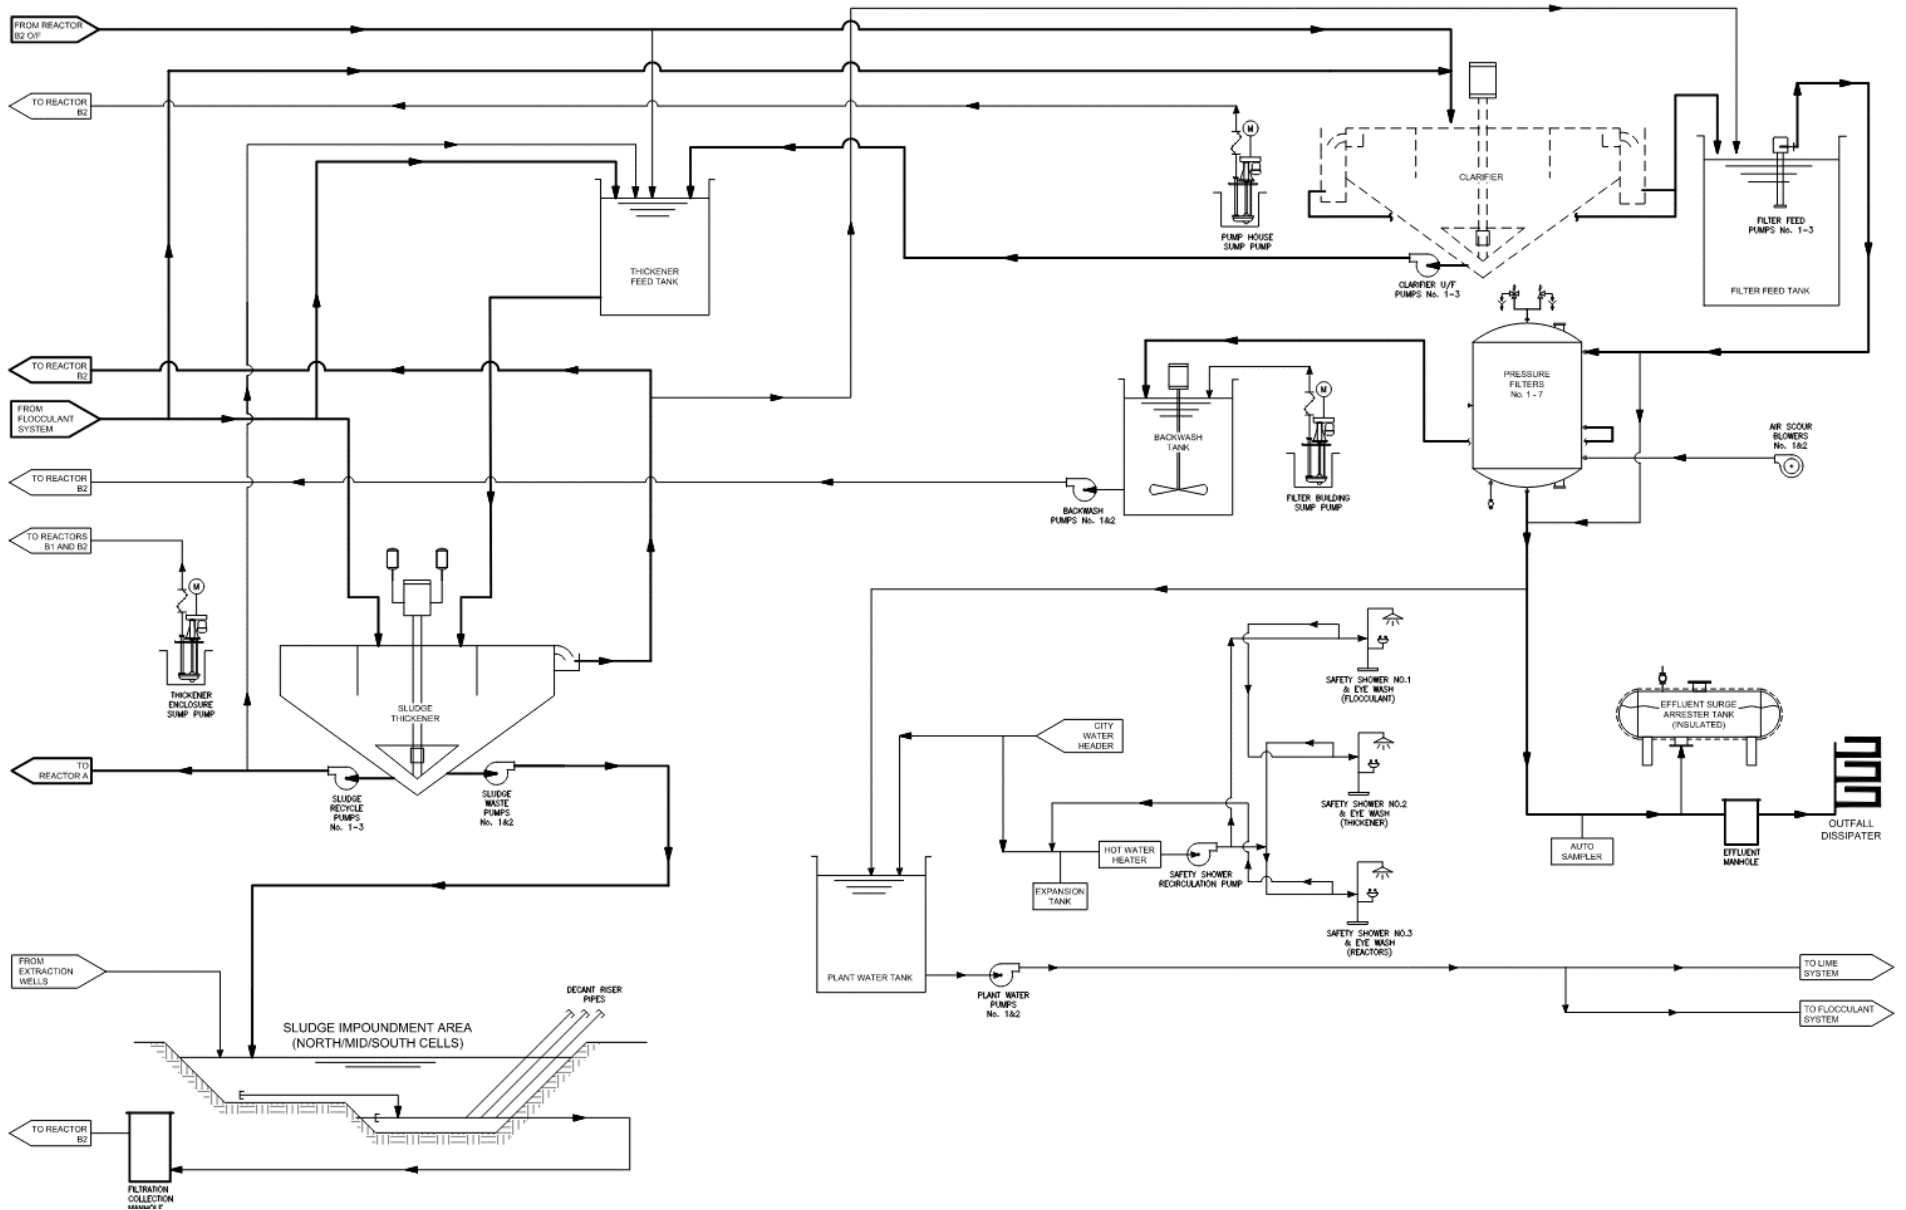 FROM REACTOR
B2 O/F
TO REACTOR
B2
M
PUMP HOUSE
SUMP PUMP
CLARIFIER
FILTER FEED
PUMPS No. 1-3
FILTER FEED TANK
THICKENER
FEED TANK
CLARIFIER U/F
PUMPS No. 1-3
TO REACTOR
B2
FROM
FLOCCULANT
SYSTEM
PRESSURE
FILTERS
No. 1 - 7
M
BACKWASH
TANK
AIR SCOUR
BLOWERS
No. 1&2
TO REACTOR
B2
BACKWASH
PUMPS No. 1&2
FILTER BUILDING
SUMP PUMP
TO REACTORS
B1 AND B2
M
THICKENER
ENCLOSURE
SUMP PUMP
SLUDGE
THICKENER
SAFETY SHOWER NO.1
& EYE WASH
(FLOCCULANT)
EFFLUENT SURGE
ARRESTER TANK
(INSULATED)
CITY
WATER
HEADER
TO
REACTOR A
SLUDGE
RECYCLE
PUMPS
No. 1-3
SLUDGE
WASTE
PUMPS
No. 1&2
SAFETY SHOWER NO.2
& EYE WASH
(THICKENER)
OUTFALL
DISSIPATER
AUTO
SAMPLER
EFFLUENT
MANHOLE
HOT WATER
HEATER
SAFETY SHOWER
RECIRCULATION PUMP
EXPANSION
TANK
SAFETY SHOWER NO.3
& EYE WASH
(REACTORS)
FROM
EXTRACTION
WELLS
PLANT WATER TANK
PLANT WATER
PUMPS
No. 1&2
TO LIME
SYSTEM
TO FLOCCULANT
SYSTEM
DECANT RISER
PIPES
SLUDGE IMPOUNDMENT AREA
(NORTH/MID/SOUTH CELLS)
TO REACTOR
B2
FILTRATION
COLLECTION
MANHOLE